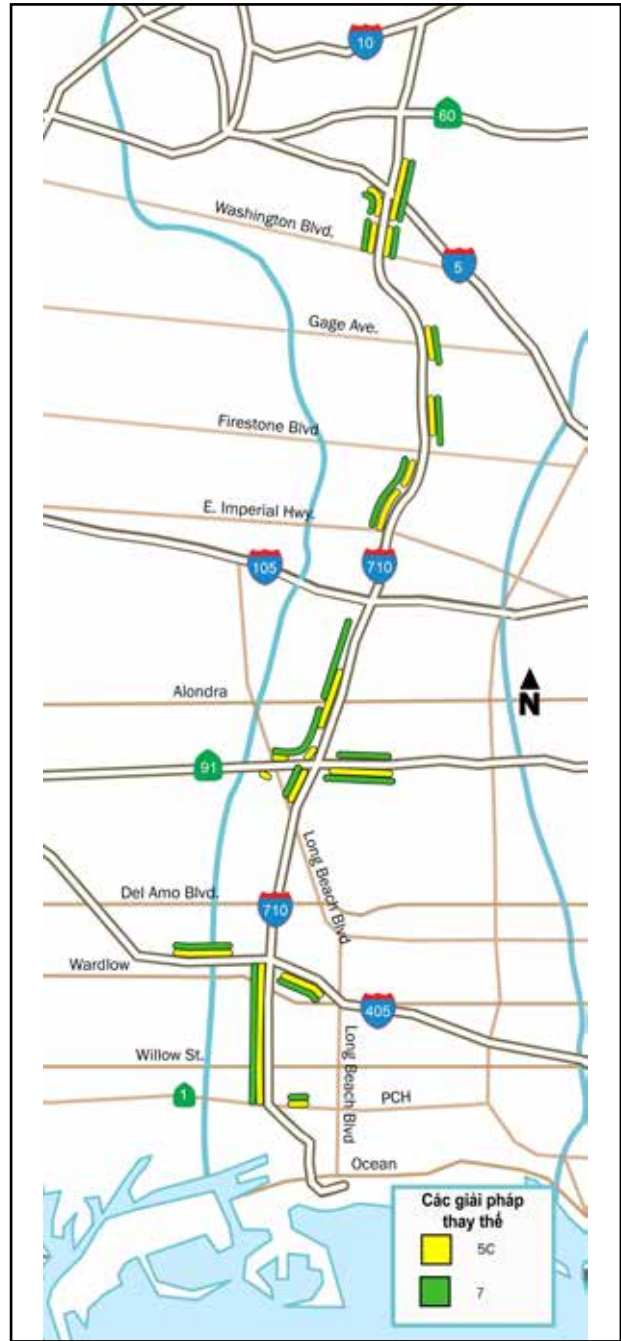 10
60
Washington Blvd.
5
Gage Ave.
Firestone Blvd
E. Imperial Hwy.
105
710
Alondra
N
91
Long Beach Blvd
Del Amo Blvd.
710
Wardlow
405
Willow St.
Long Beach Blvd
1
PCH
Ocean
Các giải pháp
thay thế
5C
7